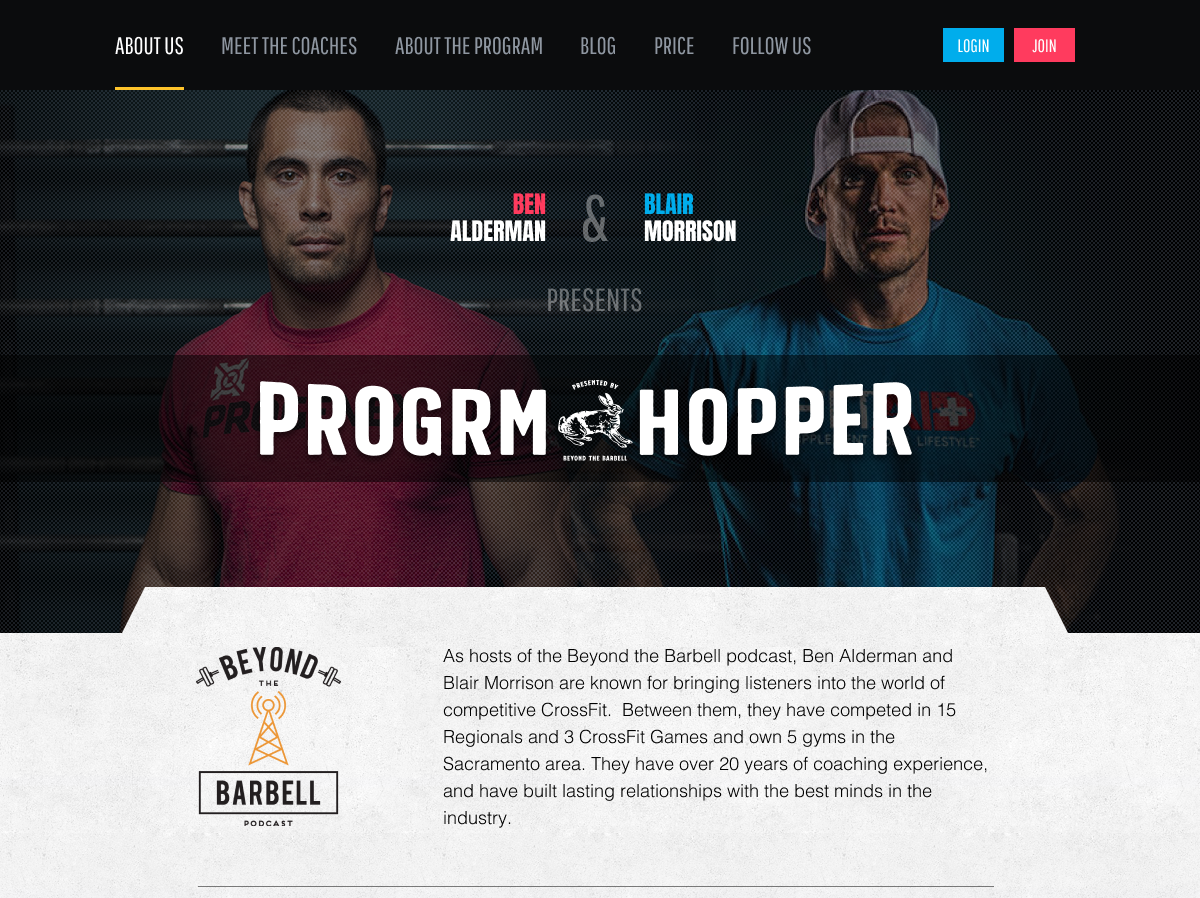 ABOUT US MEET THE COACHES ABOUT THE PROGRAM BLOG PRICE FOLLOW US LOGIN JOIN
BEN ALDERMAN & BLAIR MORRISON
PRESENTS
PROGRM HOPPER
PRESENTED BY
BEYOND THE BARBELL
LIFESTYLE™
BEYOND
THE
BARBELL
PODCAST
As hosts of the Beyond the Barbell podcast, Ben Alderman and
Blair Morrison are known for bringing listeners into the world of
competitive CrossFit. Between them, they have competed in 15
Regionals and 3 CrossFit Games and own 5 gyms in the
Sacramento area. They have over 20 years of coaching experience,
and have built lasting relationships with the best minds in the
industry.